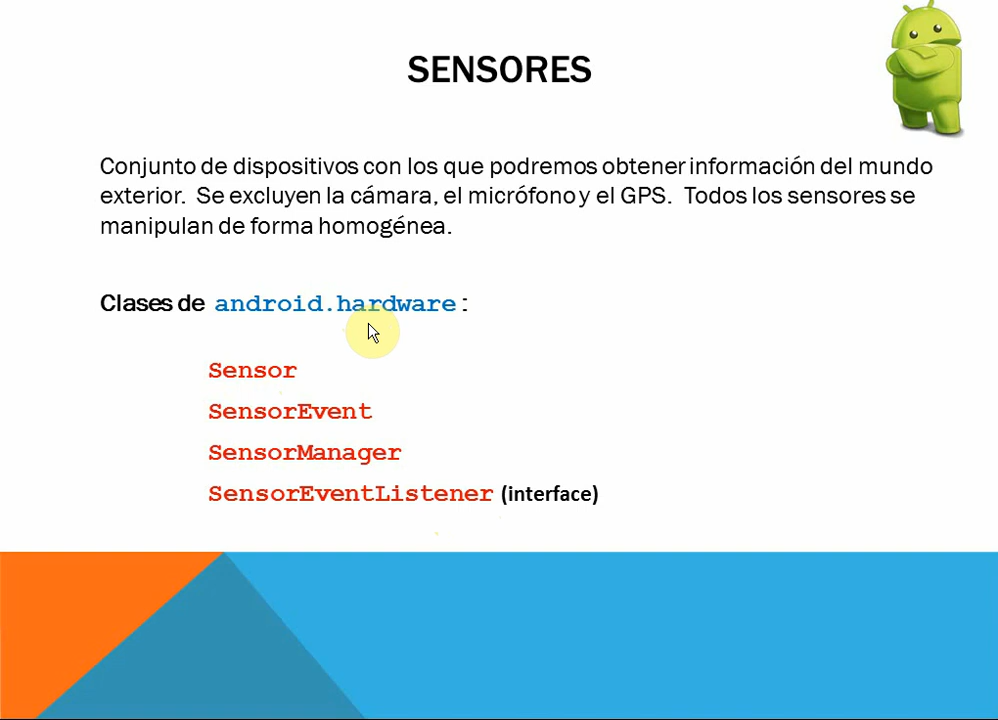 SENSORES
Conjunto de dispositivos con los que podremos obtener información del mundo
exterior. Se excluyen la cámara, el micrófono y el GPS. Todos los sensores se
manipulan de forma homogénea.
Clases de android.hardware:
Sensor
SensorEvent
SensorManager
SensorEventListener (interface)